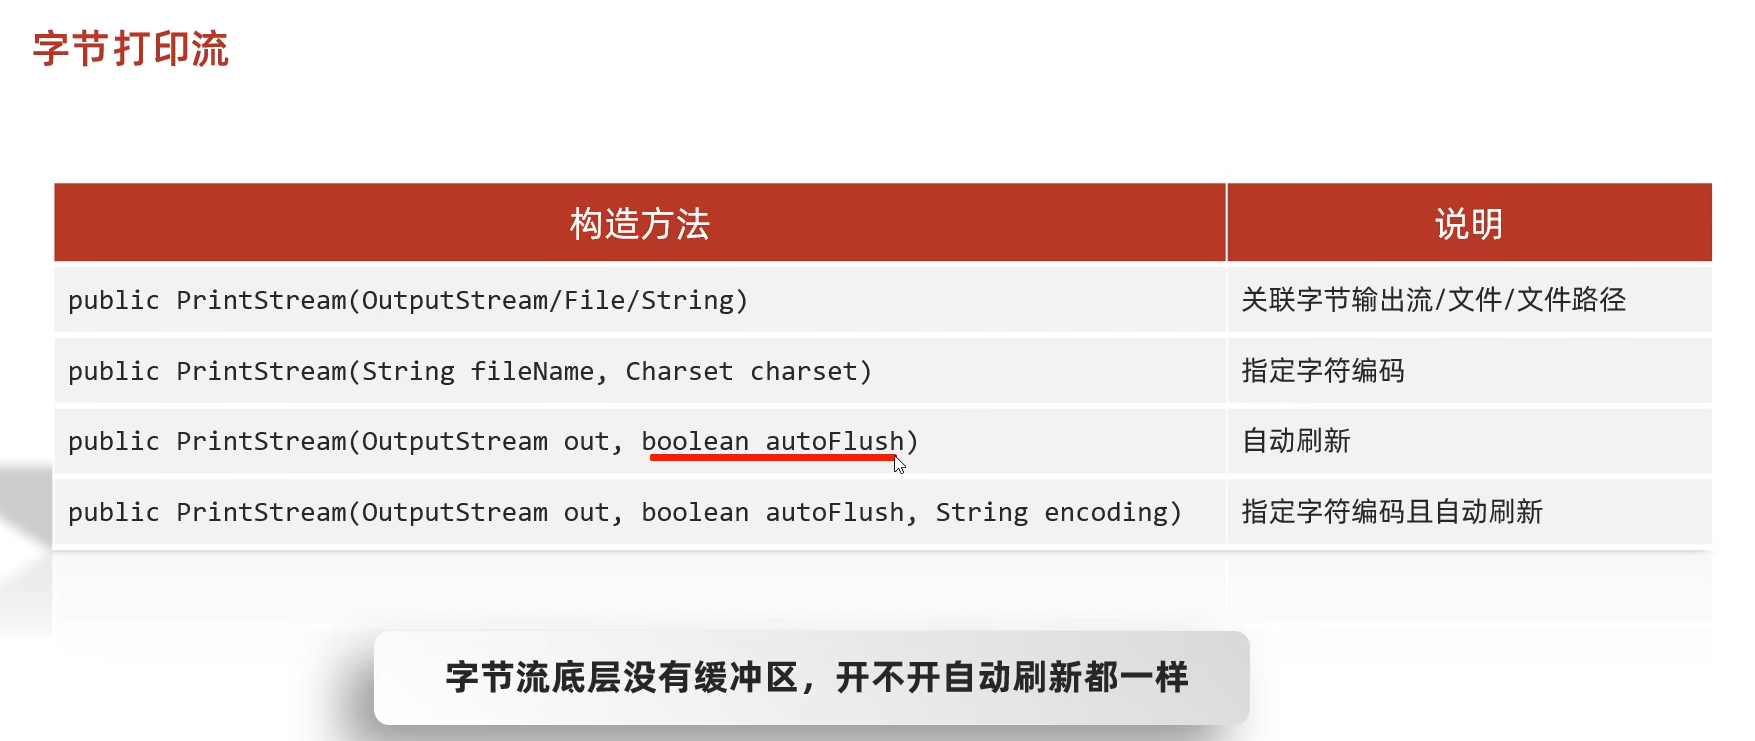 字节打印流
构造方法 说明
public PrintStream(OutputStream/File/String) 关联字节输出流/文件/文件路径
public PrintStream(String fileName, Charset charset) 指定字符编码
public PrintStream(OutputStream out, boolean autoFlush) 自动刷新
public PrintStream(OutputStream out, boolean autoFlush, String encoding) 指定字符编码且自动刷新
字节流底层没有缓冲区，开不开自动刷新都一样